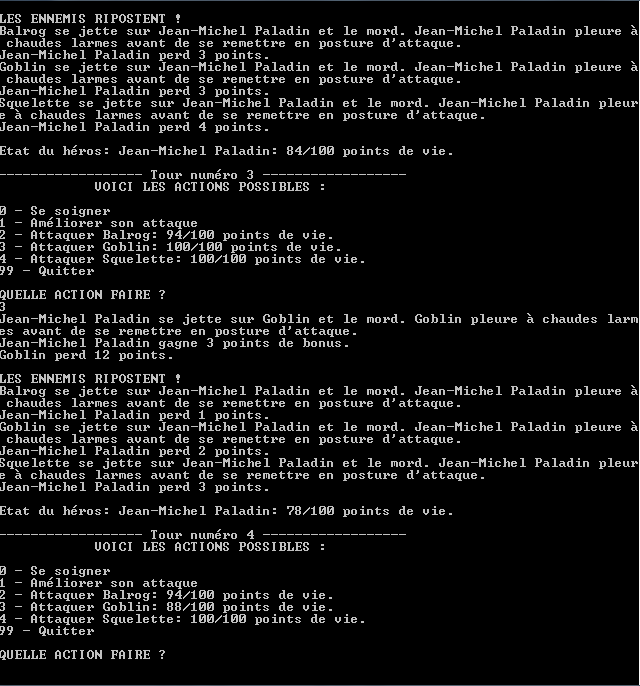 LES ENNEMIS RIPOSTENT !
Balrog se jette sur Jean-Michel Paladin et le mord. Jean-Michel Paladin pleure à
 chaudes larmes avant de se remettre en posture d'attaque.
Jean-Michel Paladin perd 3 points.
Goblin se jette sur Jean-Michel Paladin et le mord. Jean-Michel Paladin pleure à
 chaudes larmes avant de se remettre en posture d'attaque.
Jean-Michel Paladin perd 3 points.
Squelette se jette sur Jean-Michel Paladin et le mord. Jean-Michel Paladin pleur
e à chaudes larmes avant de se remettre en posture d'attaque.
Jean-Michel Paladin perd 4 points.
Etat du héros: Jean-Michel Paladin: 84/100 points de vie.
------------------ Tour numéro 3 ------------------
VOICI LES ACTIONS POSSIBLES :
0 - Se soigner
1 - Améliorer son attaque
2 - Attaquer Balrog: 94/100 points de vie.
3 - Attaquer Goblin: 100/100 points de vie.
4 - Attaquer Squelette: 100/100 points de vie.
99 - Quitter
QUELLE ACTION FAIRE ?
3
Jean-Michel Paladin se jette sur Goblin et le mord. Goblin pleure à chaudes larm
es avant de se remettre en posture d'attaque.
Jean-Michel Paladin gagne 3 points de bonus.
Goblin perd 12 points.
LES ENNEMIS RIPOSTENT !
Balrog se jette sur Jean-Michel Paladin et le mord. Jean-Michel Paladin pleure à
 chaudes larmes avant de se remettre en posture d'attaque.
Jean-Michel Paladin perd 1 points.
Goblin se jette sur Jean-Michel Paladin et le mord. Jean-Michel Paladin pleure à
 chaudes larmes avant de se remettre en posture d'attaque.
Jean-Michel Paladin perd 2 points.
Squelette se jette sur Jean-Michel Paladin et le mord. Jean-Michel Paladin pleur
e à chaudes larmes avant de se remettre en posture d'attaque.
Jean-Michel Paladin perd 3 points.
Etat du héros: Jean-Michel Paladin: 78/100 points de vie.
------------------ Tour numéro 4 ------------------
VOICI LES ACTIONS POSSIBLES :
0 - Se soigner
1 - Améliorer son attaque
2 - Attaquer Balrog: 94/100 points de vie.
3 - Attaquer Goblin: 88/100 points de vie.
4 - Attaquer Squelette: 100/100 points de vie.
99 - Quitter
QUELLE ACTION FAIRE ?